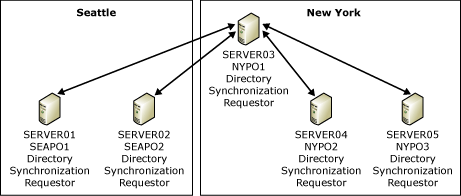 Seattle
New York
SERVER03
NYPO1
Directory
Synchronization
Requestor
SERVER01
SEAPO1
Directory
Synchronization
Requestor
SERVER02
SEAPO2
Directory
Synchronization
Requestor
SERVER04
NYPO2
Directory
Synchronization
Requestor
SERVER05
NYPO3
Directory
Synchronization
Requestor